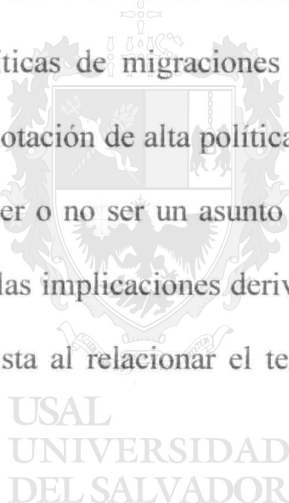 íticas de migraciones
otación de alta política
er o no ser un asunto
las implicaciones deriv
sta al relacionar el te
USAL
UNIVERSIDAD
DEL SALVADOR